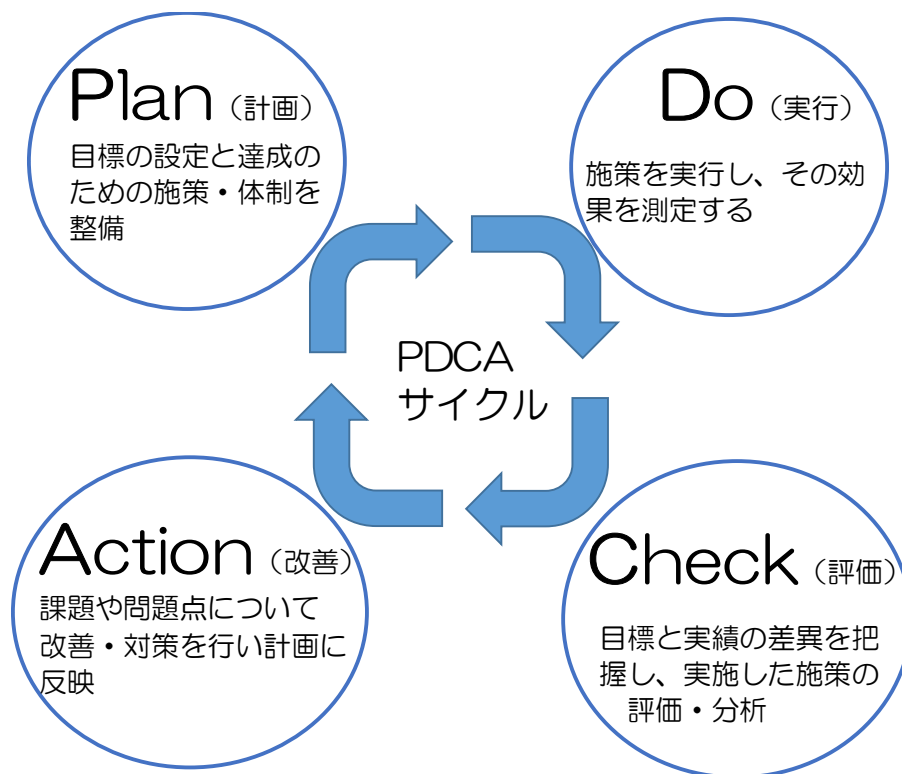 Plan（計画）
目標の設定と達成の
ための施策・体制を
整備
Do（実行）
施策を実行し、その効
果を測定する
PDCA
サイクル
Action（改善）
課題や問題点について
改善・対策を行い計画に
反映
Check（評価）
目標と実績の差異を把
握し、実施した施策の
評価・分析